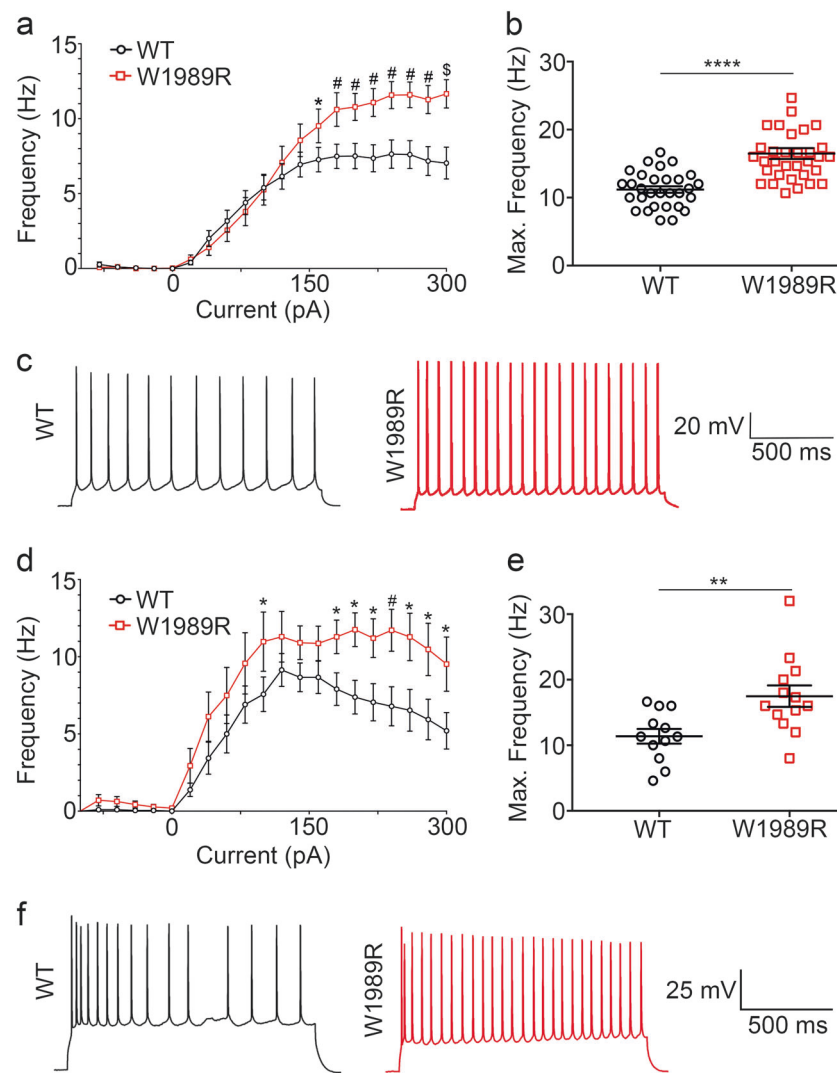 a
WT
W1989R
Frequency (Hz)
15
10
5
0
* # # # # # # $
0 150 300
Current (pA)
b
****
Max. Frequency (Hz)
30
20
10
0
WT W1989R
c
WT
W1989R
20 mV
500 ms
d
WT
W1989R
Frequency (Hz)
15
10
5
0
* * * * # * * *
0 150 300
Current (pA)
e
**
Max. Frequency (Hz)
30
20
10
0
WT W1989R
f
WT
W1989R
25 mV
500 ms